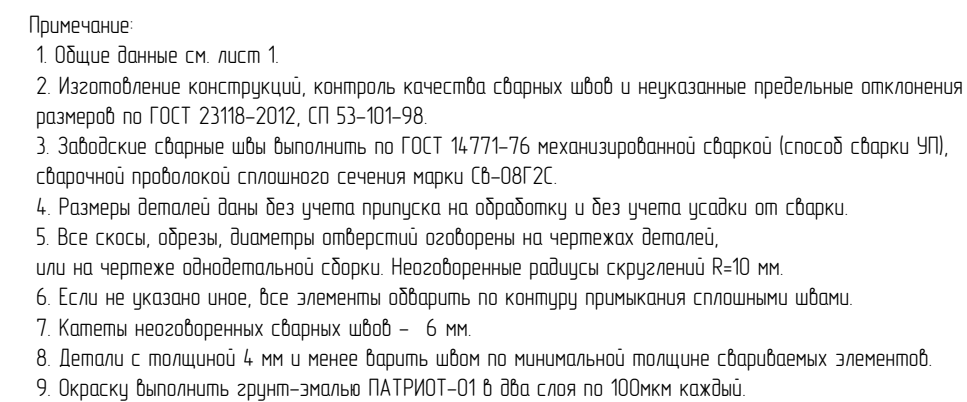 Примечание:
1. Общие данные см. лист 1.
2. Изготовление конструкций, контроль качества сварных швов и неуказанные предельные отклонения
размеров по ГОСТ 23118-2012, СП 53-101-98.
3. Заводские сварные швы выполнить по ГОСТ 14771-76 механизированной сваркой (способ сварки УП),
сварочной проволокой сплошного сечения марки Св-08Г2С.
4. Размеры деталей даны без учета припуска на обработку и без учета усадки от сварки.
5. Все скосы, обрезы, диаметры отверстий оговорены на чертежах деталей,
или на чертеже однодетальной сборки. Неоговоренные радиусы скруглений R=10 мм.
6. Если не указано иное, все элементы обварить по контуру примыкания сплошными швами.
7. Катеты неоговоренных сварных швов - 6 мм.
8. Детали с толщиной 4 мм и менее варить швом по минимальной толщине свариваемых элементов.
9. Окраску выполнить грунт-эмалью ПАТРИОТ-01 в два слоя по 100мкм каждый.